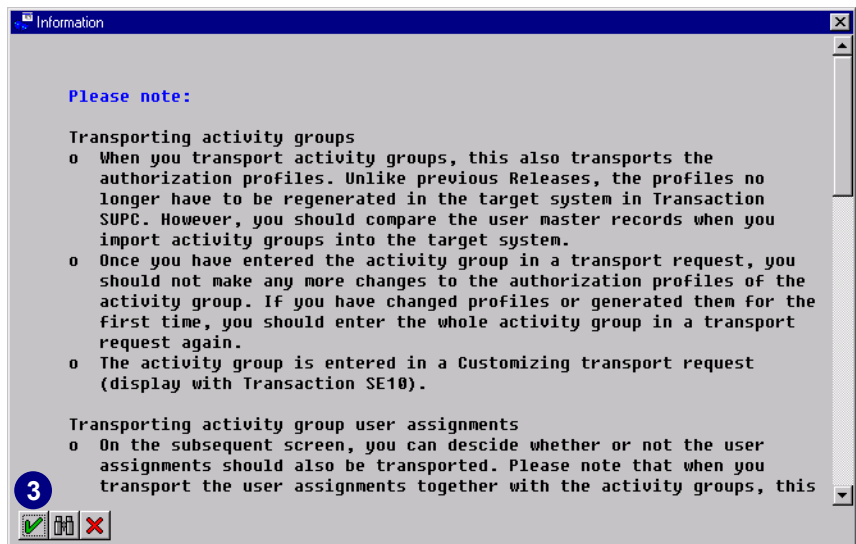 Information
Please note:
Transporting activity groups
o When you transport activity groups, this also transports the
authorization profiles. Unlike previous Releases, the profiles no
longer have to be regenerated in the target system in Transaction
SUPC. However, you should compare the user master records when you
import activity groups into the target system.
o Once you have entered the activity group in a transport request, you
should not make any more changes to the authorization profiles of the
activity group. If you have changed profiles or generated them for the
first time, you should enter the whole activity group in a transport
request again.
o The activity group is entered in a Customizing transport request
(display with Transaction SE10).
Transporting activity group user assignments
o On the subsequent screen, you can descide whether or not the user
assignments should also be transported. Please note that when you
transport the user assignments together with the activity groups, this
3